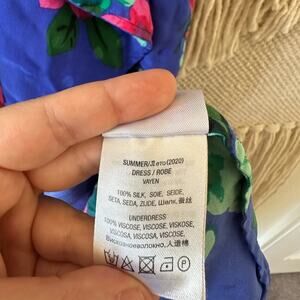 SUMMER/Лето(2020)
DRESS / ROBE
VAYEN
100% SILK, SOIE, SEIDE,
SETA, SEDA, ZIJDE, Шелк, 蚕丝
UNDERDRESS
100% VISCOSE, VISCOSE, VISKOSE,
VISCOSA, VISCOSA, VISCOSE,
Вискозноеволокно, 人造棉